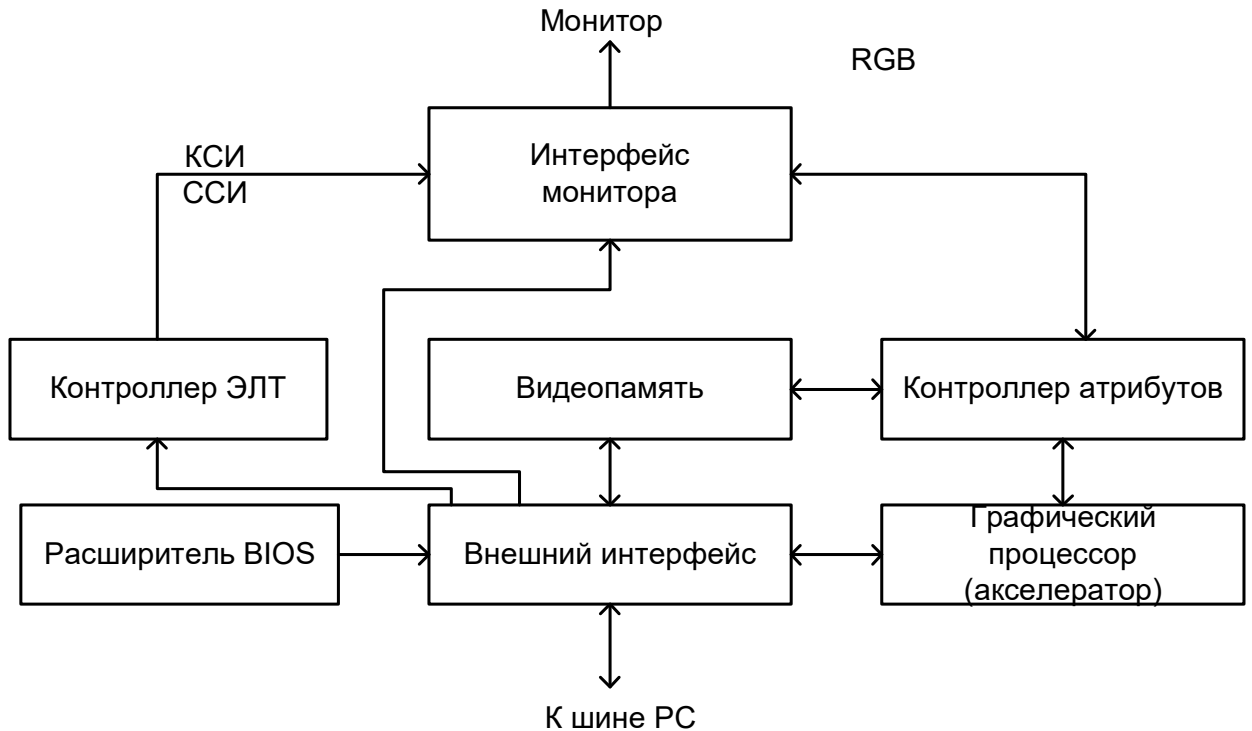 Монитор
RGB
КСИ
ССИ
Интерфейс
монитора
Контроллер ЭЛТ
Видеопамять
Контроллер атрибутов
Расширитель BIOS
Внешний интерфейс
Графический
процессор
(акселератор)
К шине PC